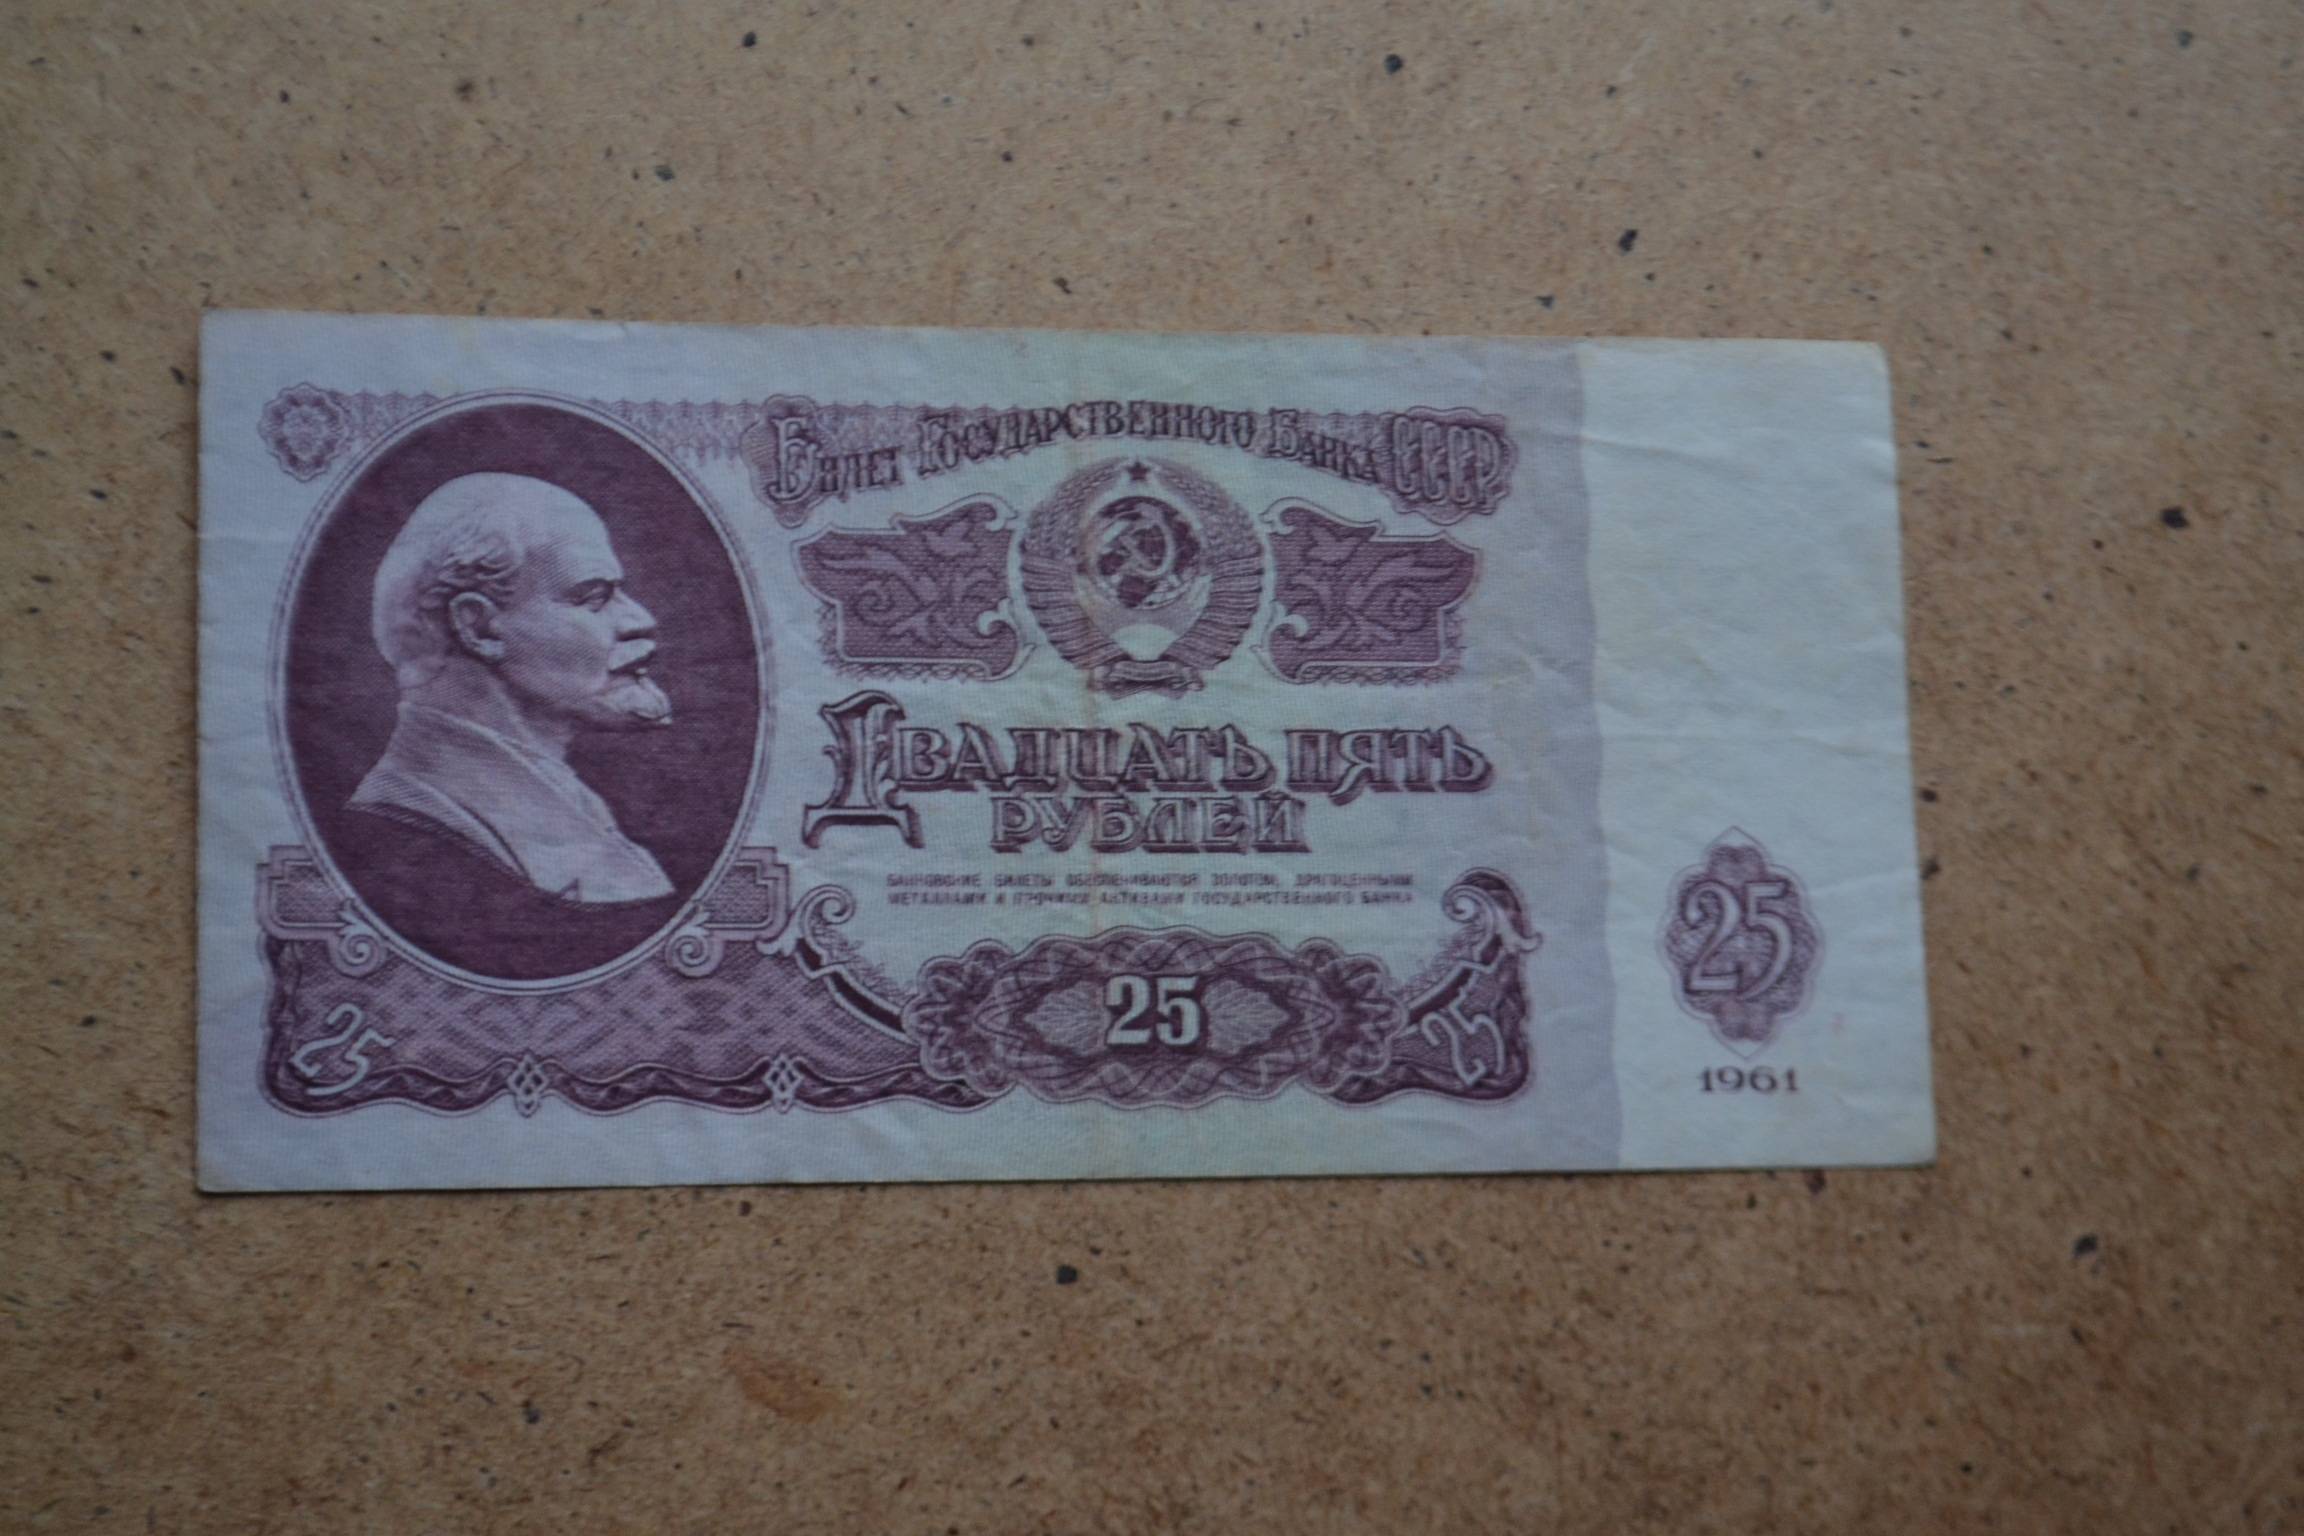 Билет Государственного Банка СССР
Двадцать пять
рублей
БАНКОВСКИЕ БИЛЕТЫ ОБЕСПЕЧИВАЮТСЯ ЗОЛОТОМ, ДРАГОЦЕННЫМИ
МЕТАЛЛАМИ И ПРОЧИМИ АКТИВАМИ ГОСУДАРСТВЕННОГО БАНКА
25
25
25
25
1961